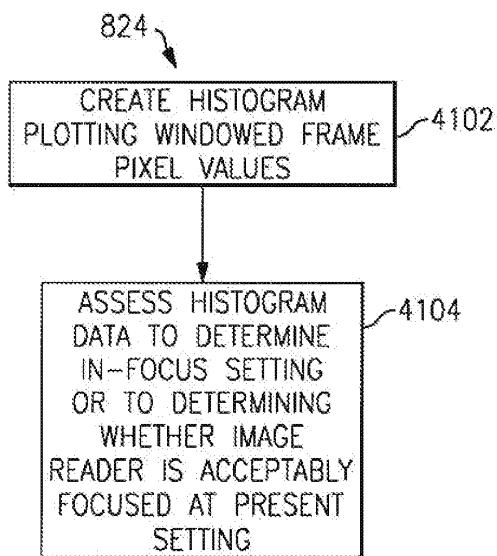 824
CREATE HISTOGRAM
PLOTTING WINDOWED FRAME
PIXEL VALUES
4102
ASSESS HISTOGRAM
DATA TO DETERMINE
IN-FOCUS SETTING
OR TO DETERMINING
WHETHER IMAGE
READER IS ACCEPTABLY
FOCUSED AT PRESENT
SETTING
4104